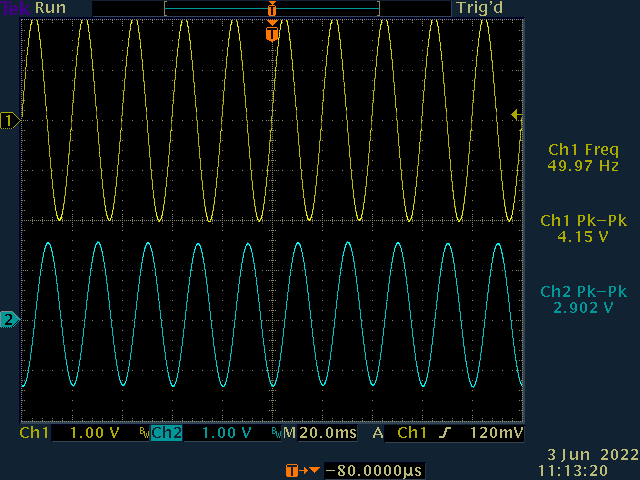 Tek Run Trig'd
T
T
1
Ch1 Freq
49.97 Hz
Ch1 Pk-Pk
4.15 V
Ch2 Pk-Pk
2.902 V
2
Ch1 1.00 V BW Ch2 1.00 V BW M 20.0ms A Ch1 120mV
T -80.0000µs
3 Jun 2022
11:13:20